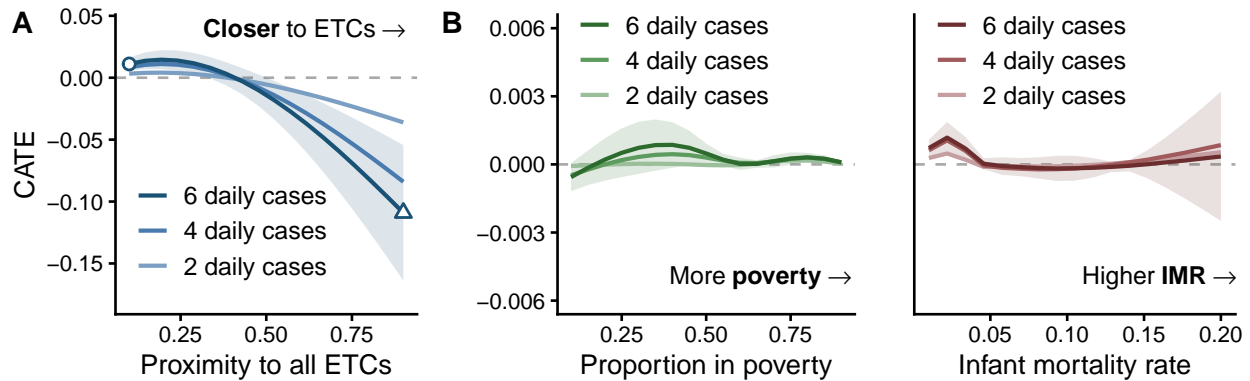 A
CATE
0.05
0.00
−0.05
−0.10
−0.15
Closer to ETCs →
6 daily cases
4 daily cases
2 daily cases
0.25
0.50
0.75
Proximity to all ETCs
B
0.006
0.003
0.000
−0.003
−0.006
6 daily cases
4 daily cases
2 daily cases
More poverty →
0.25
0.50
0.75
Proportion in poverty
6 daily cases
4 daily cases
2 daily cases
Higher IMR →
0.05
0.10
0.15
0.20
Infant mortality rate